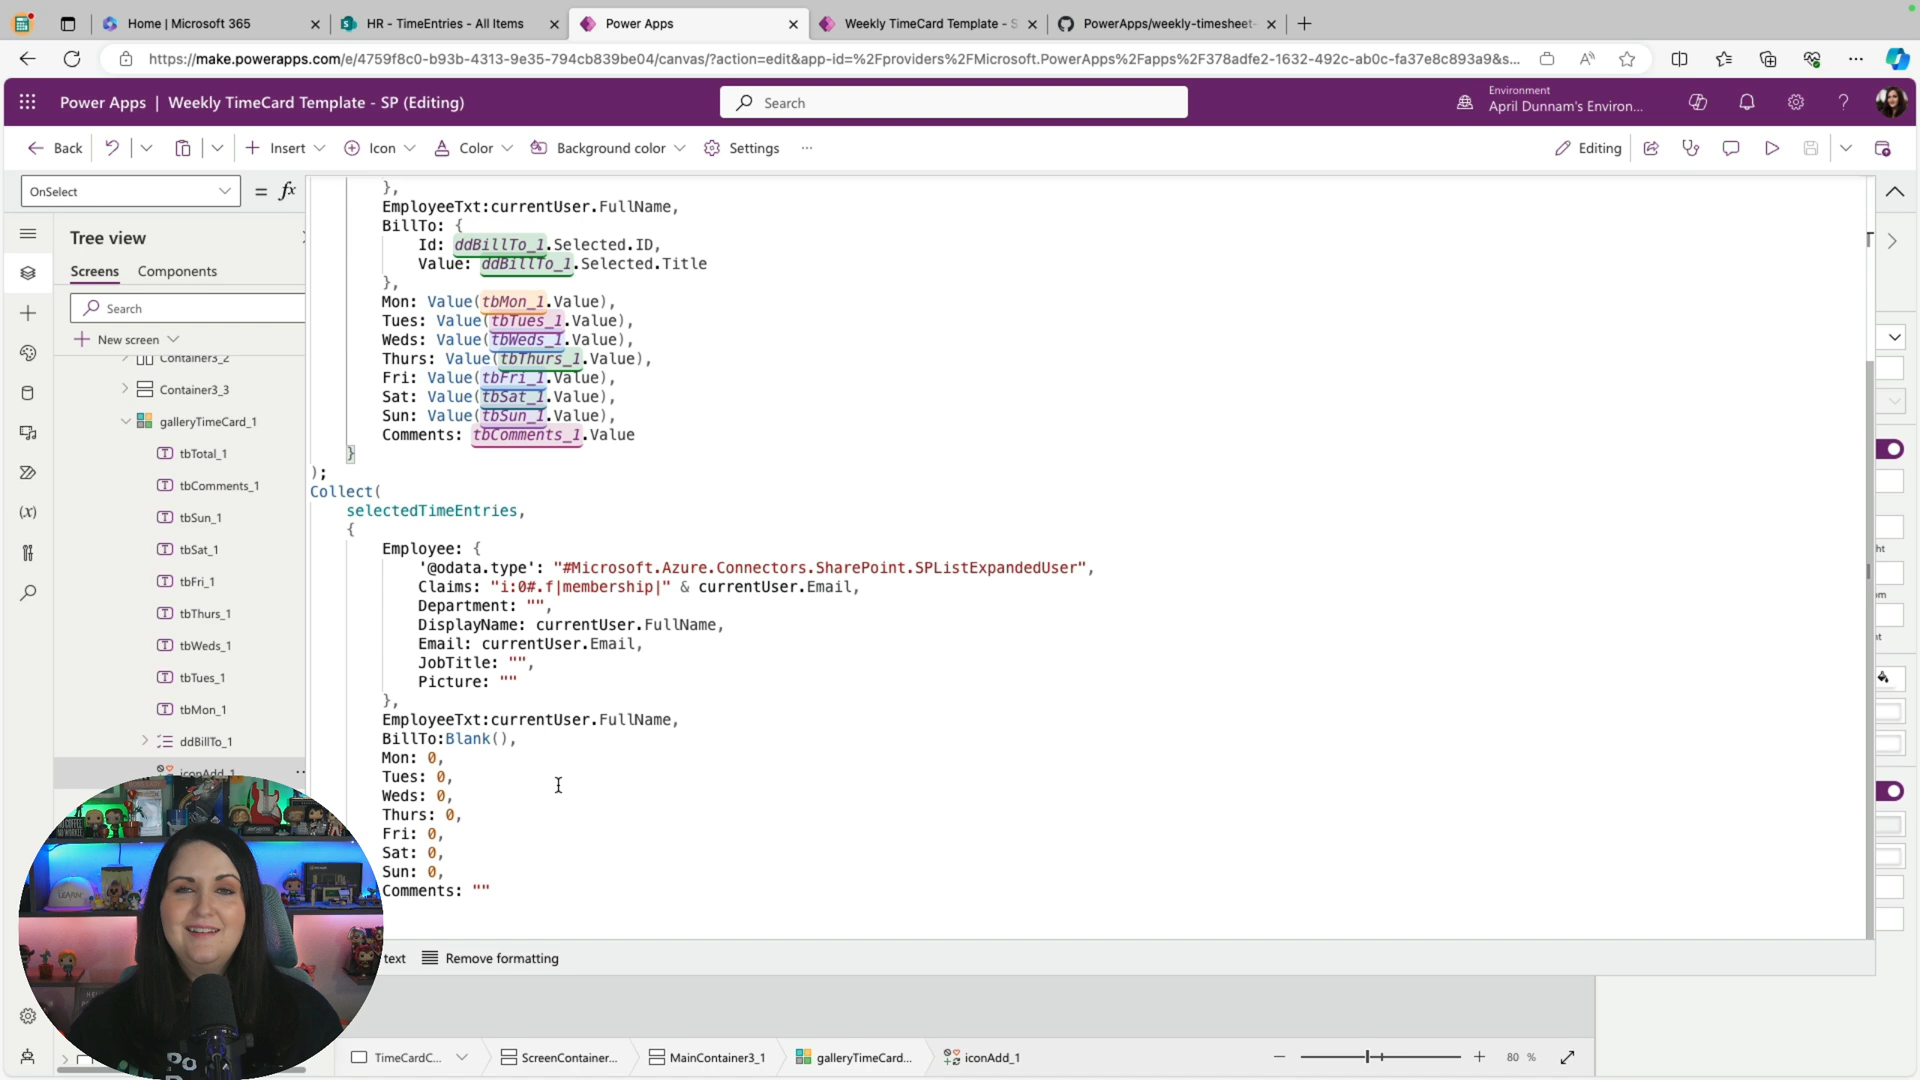 Home | Microsoft 365
HR - TimeEntries - All Items
Power Apps
Weekly TimeCard Template - S
PowerApps/weekly-timesheet-
https://make.powerapps.com/e/4759f8c0-b93b-4313-9e35-794cb839be04/canvas/?action=edit&app-id=%2Fproviders%2FMicrosoft.PowerApps%2Fapps%2F378adfe2-1632-492c-ab0c-fa37e8c893a9&s...
Power Apps | Weekly TimeCard Template - SP (Editing)
Search
Environment
April Dunnam's Environ...
Back
Insert
Icon
Color
Background color
Settings
Editing
OnSelect
= fx
},
EmployeeTxt:currentUser.FullName,
BillTo: {
Id: ddBillTo_1.Selected.ID,
Value: ddBillTo_1.Selected.Title
},
Mon: Value(tbMon_1.Value),
Tues: Value(tbTues_1.Value),
Weds: Value(tbWeds_1.Value),
Thurs: Value(tbThurs_1.Value),
Fri: Value(tbFri_1.Value),
Sat: Value(tbSat_1.Value),
Sun: Value(tbSun_1.Value),
Comments: tbComments_1.Value
}
);
Collect(
selectedTimeEntries,
{
Employee: {
'@odata.type': "#Microsoft.Azure.Connectors.SharePoint.SPListExpandedUser",
Claims: "i:0#.f|membership|" & currentUser.Email,
Department: "",
DisplayName: currentUser.FullName,
Email: currentUser.Email,
JobTitle: "",
Picture: ""
},
EmployeeTxt:currentUser.FullName,
BillTo:Blank(),
Mon: 0,
Tues: 0,
Weds: 0,
Thurs: 0,
Fri: 0,
Sat: 0,
Sun: 0,
Comments: ""
Tree view
Screens
Components
Search
New screen
Container3_2
Container3_3
galleryTimeCard_1
tbTotal_1
tbComments_1
tbSun_1
tbSat_1
tbFri_1
tbThurs_1
tbWeds_1
tbTues_1
tbMon_1
ddBillTo_1
iconAdd_1
text
Remove formatting
TimeCardC...
ScreenContainer...
MainContainer3_1
galleryTimeCard...
iconAdd_1
80 %